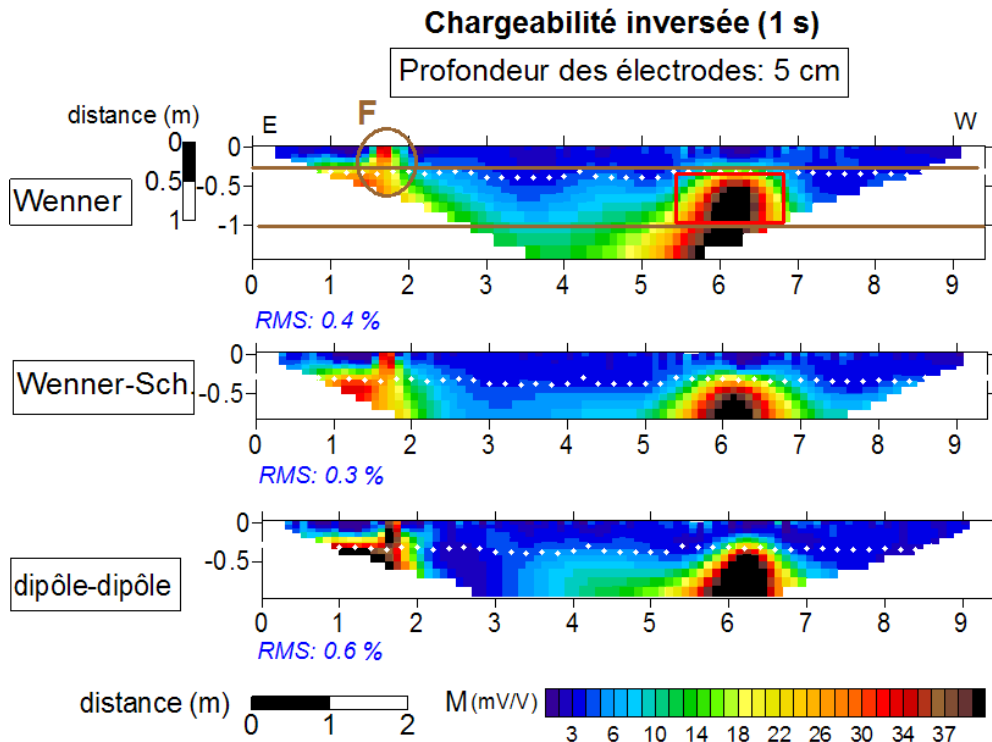 Chargeabilité inversée (1 s)
Profondeur des électrodes: 5 cm
distance (m)
0
0.5
1
F
E
W
Wenner
0
-0.5
-1
0 1 2 3 4 5 6 7 8 9
RMS: 0.4 %
Wenner-Sch.
0
-0.5
0 1 2 3 4 5 6 7 8 9
RMS: 0.3 %
dipôle-dipôle
0
-0.5
0 1 2 3 4 5 6 7 8 9
RMS: 0.6 %
distance (m)
0 1 2
M (mV/V)
3 6 10 14 18 22 26 30 34 37